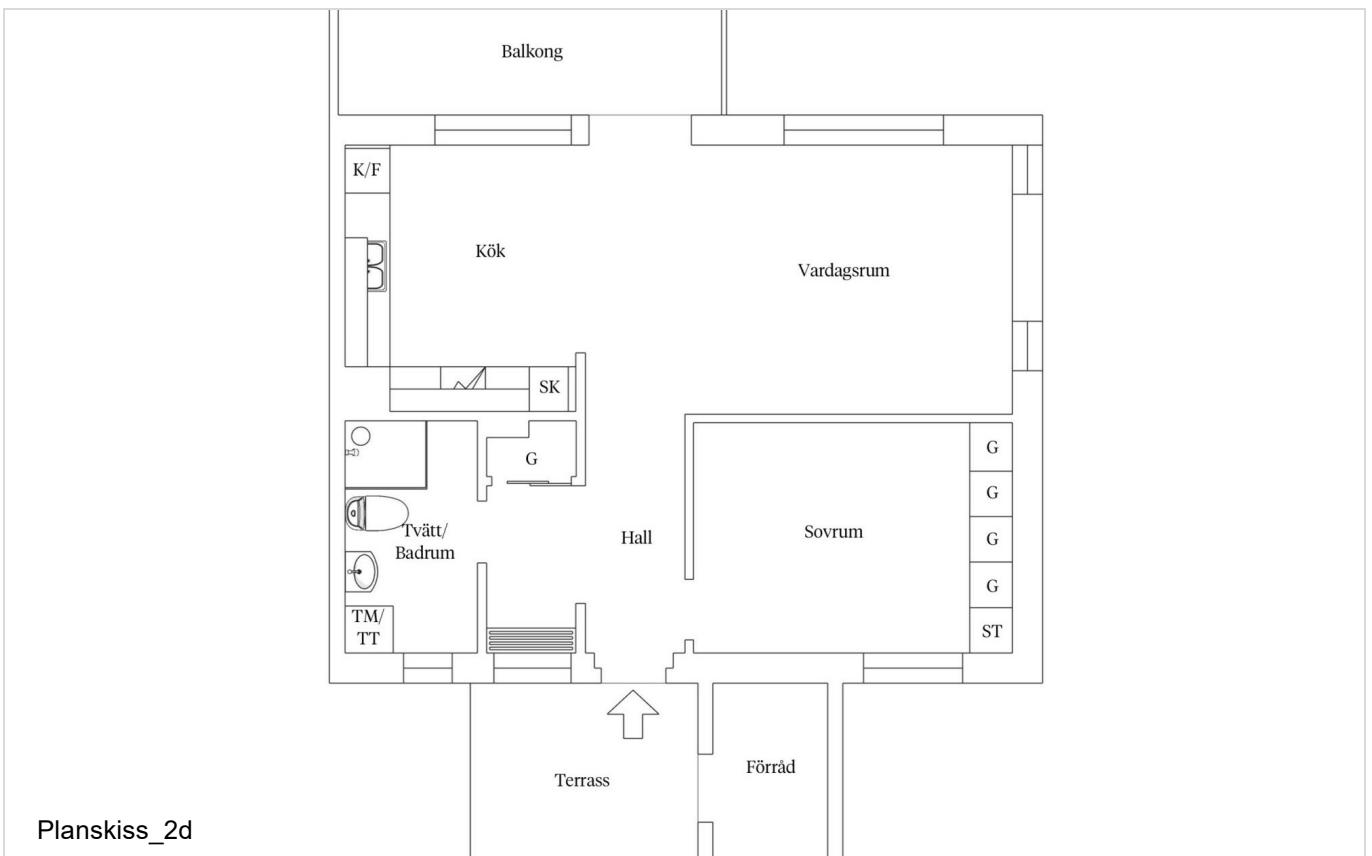 Balkong
K/F
Kök
Vardagsrum
SK
G
G
G
Tvätt/
Badrum
Hall
Sovrum
G
G
TM/
TT
ST
Förråd
Terrass
Planskiss_2d